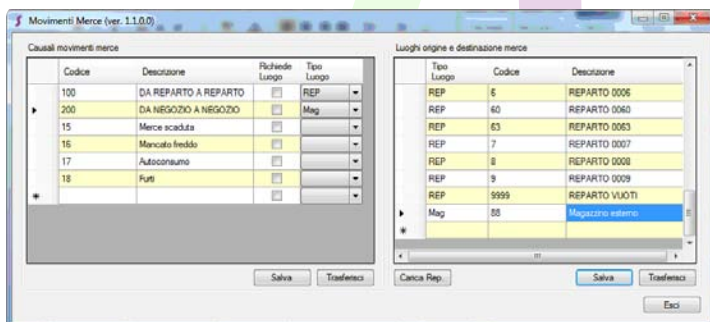 Movimenti Merce (ver. 1.1.0.0)
Causali movimenti merce
Codice Descrizione Richiede Luogo Tipo Luogo
100 DA REPARTO A REPARTO REP
200 DA NEGOZIO A NEGOZIO Mag
15 Merce scaduta
16 Mancato freddo
17 Autoconsumo
18 Furti
Salva Trasferisci
Luoghi origine e destinazione merce
Tipo Luogo Codice Descrizione
REP 6 REPARTO 0006
REP 60 REPARTO 0060
REP 63 REPARTO 0063
REP 7 REPARTO 0007
REP 8 REPARTO 0008
REP 9 REPARTO 0009
REP 9999 REPARTO VUOTI
Mag 88 Magazzino esterno
Carica Rep. Salva Trasferisci
Esci